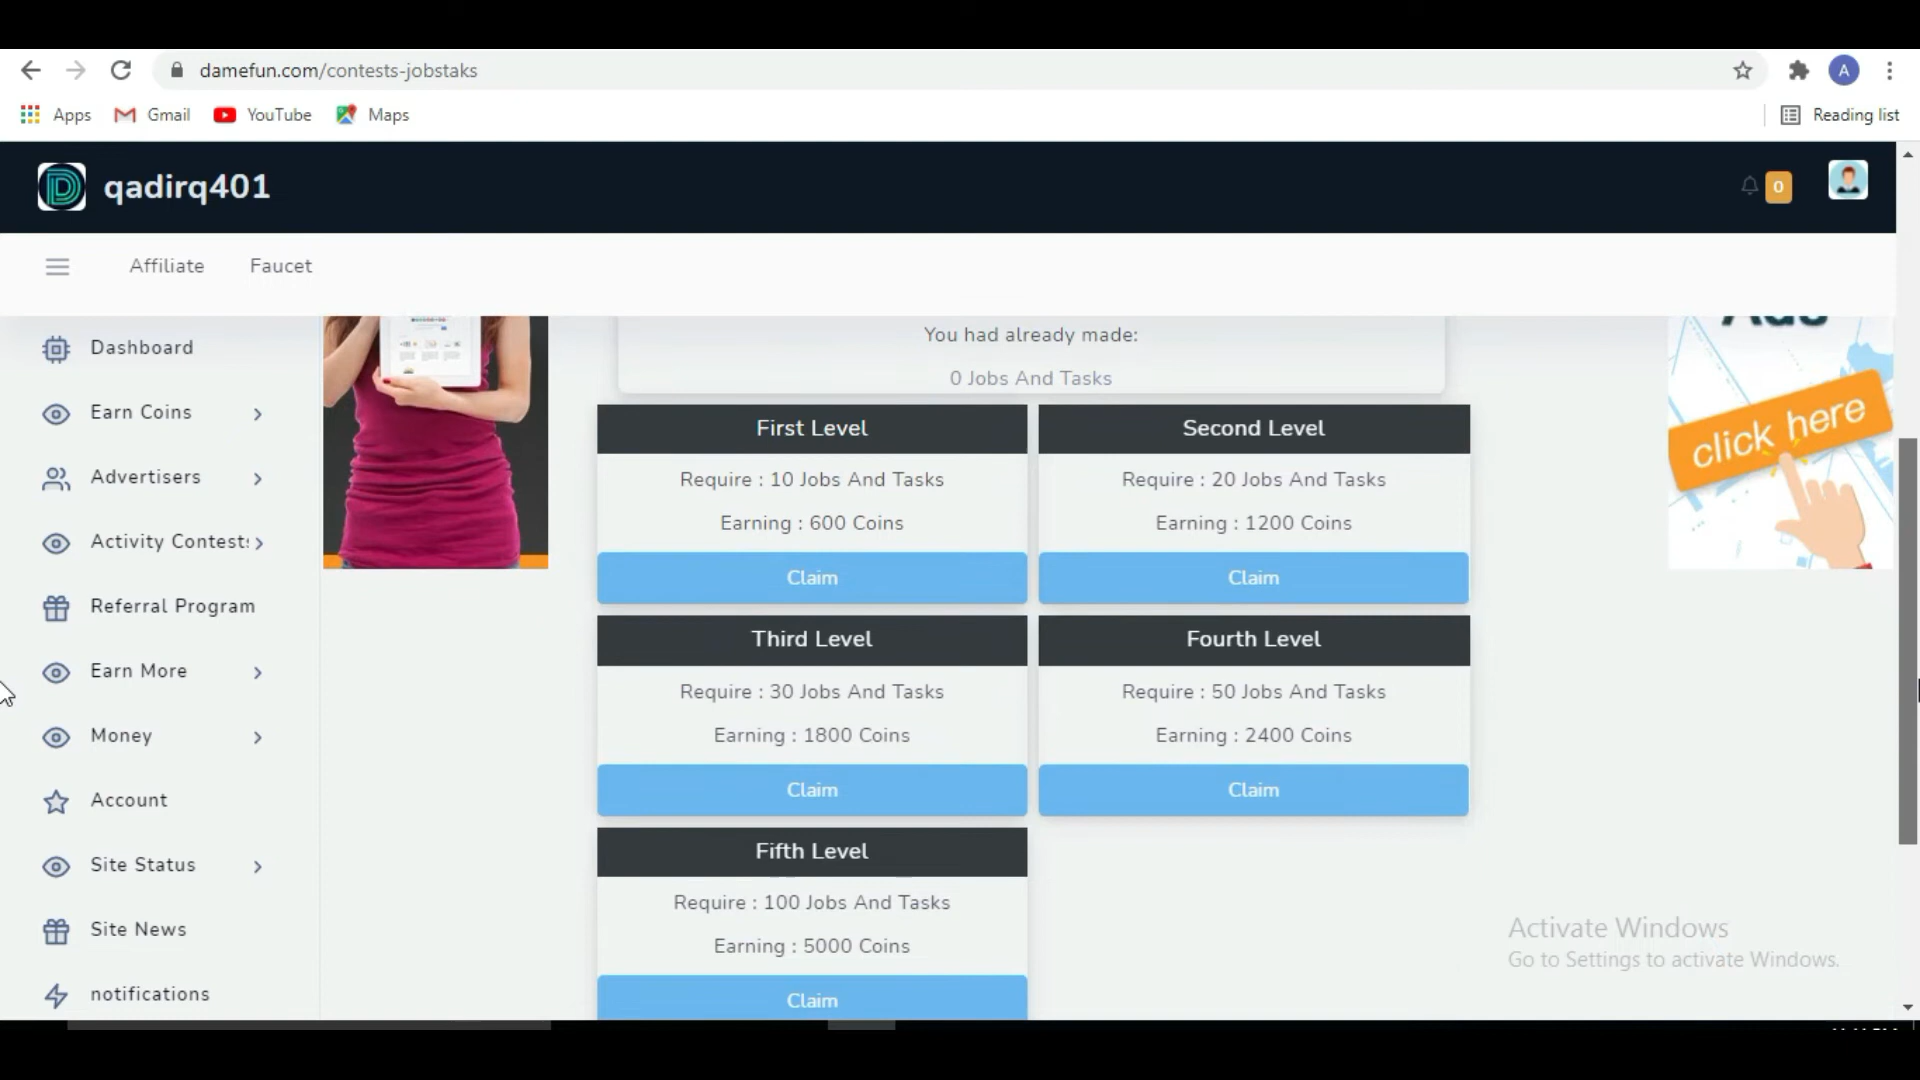 damefun.com/contests-jobstaks
A
Apps
Gmail
YouTube
Maps
Reading list
qadirq401
0
Affiliate
Faucet
Dashboard
Earn Coins
Advertisers
Activity Contest
Referral Program
Earn More
Money
Account
Site Status
Site News
notifications
You had already made:
0 Jobs And Tasks
First Level
Require : 10 Jobs And Tasks
Earning : 600 Coins
Claim
Second Level
Require : 20 Jobs And Tasks
Earning : 1200 Coins
Claim
Third Level
Require : 30 Jobs And Tasks
Earning : 1800 Coins
Claim
Fourth Level
Require : 50 Jobs And Tasks
Earning : 2400 Coins
Claim
Fifth Level
Require : 100 Jobs And Tasks
Earning : 5000 Coins
Claim
click here
Activate Windows
Go to Settings to activate Windows.